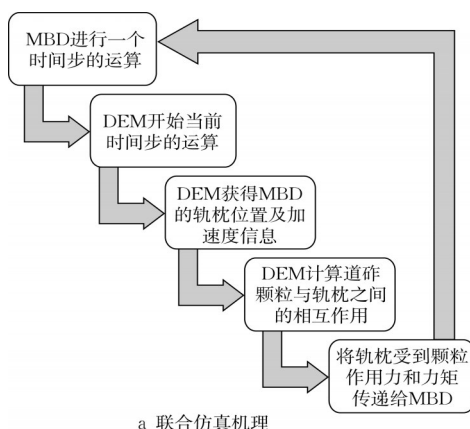 MBD进行一个
时间步的运算
DEM开始当前
时间步的运算
DEM获得MBD
的轨枕位置及加
速度信息
DEM计算道砟
颗粒与轨枕之间
的相互作用
将轨枕受到颗粒
作用力和力矩
传递给MBD
a 联合仿真机理